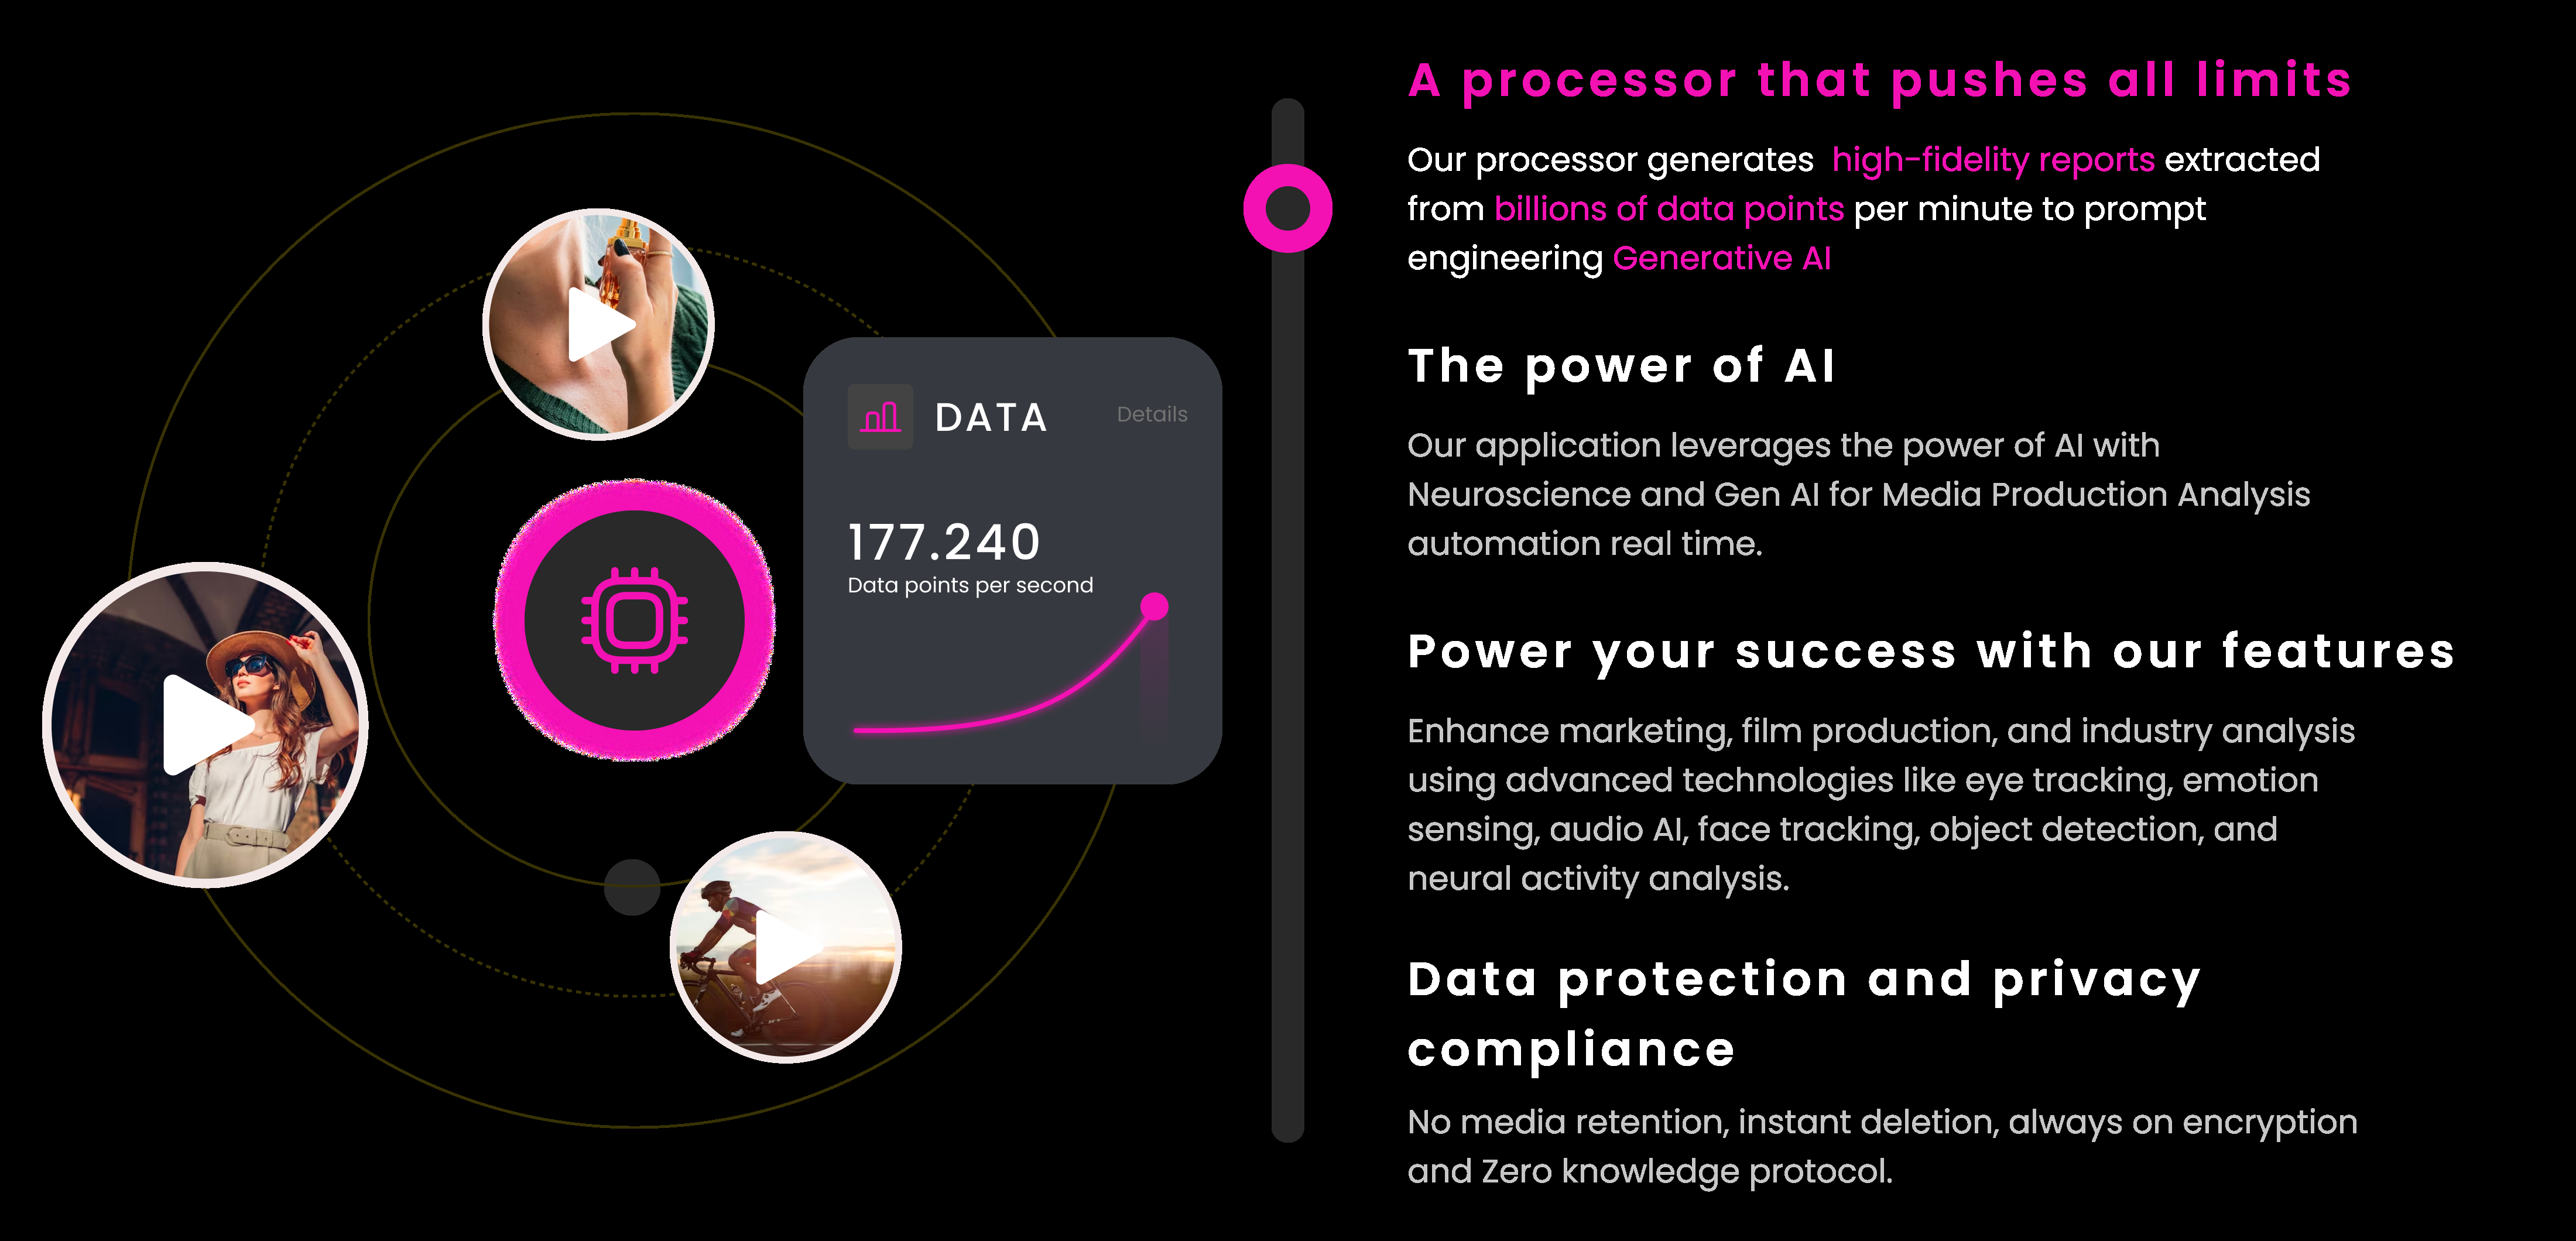 A processor that pushes all limits
Our processor generates high-fidelity reports extracted
from billions of data points per minute to prompt
engineering Generative AI
DATA
Details
177.240
Data points per second
The power of AI
Our application leverages the power of AI with
Neuroscience and Gen AI for Media Production Analysis
automation real time.
Power your success with our features
Enhance marketing, film production, and industry analysis
using advanced technologies like eye tracking, emotion
sensing, audio AI, face tracking, object detection, and
neural activity analysis.
Data protection and privacy
compliance
No media retention, instant deletion, always on encryption
and Zero knowledge protocol.